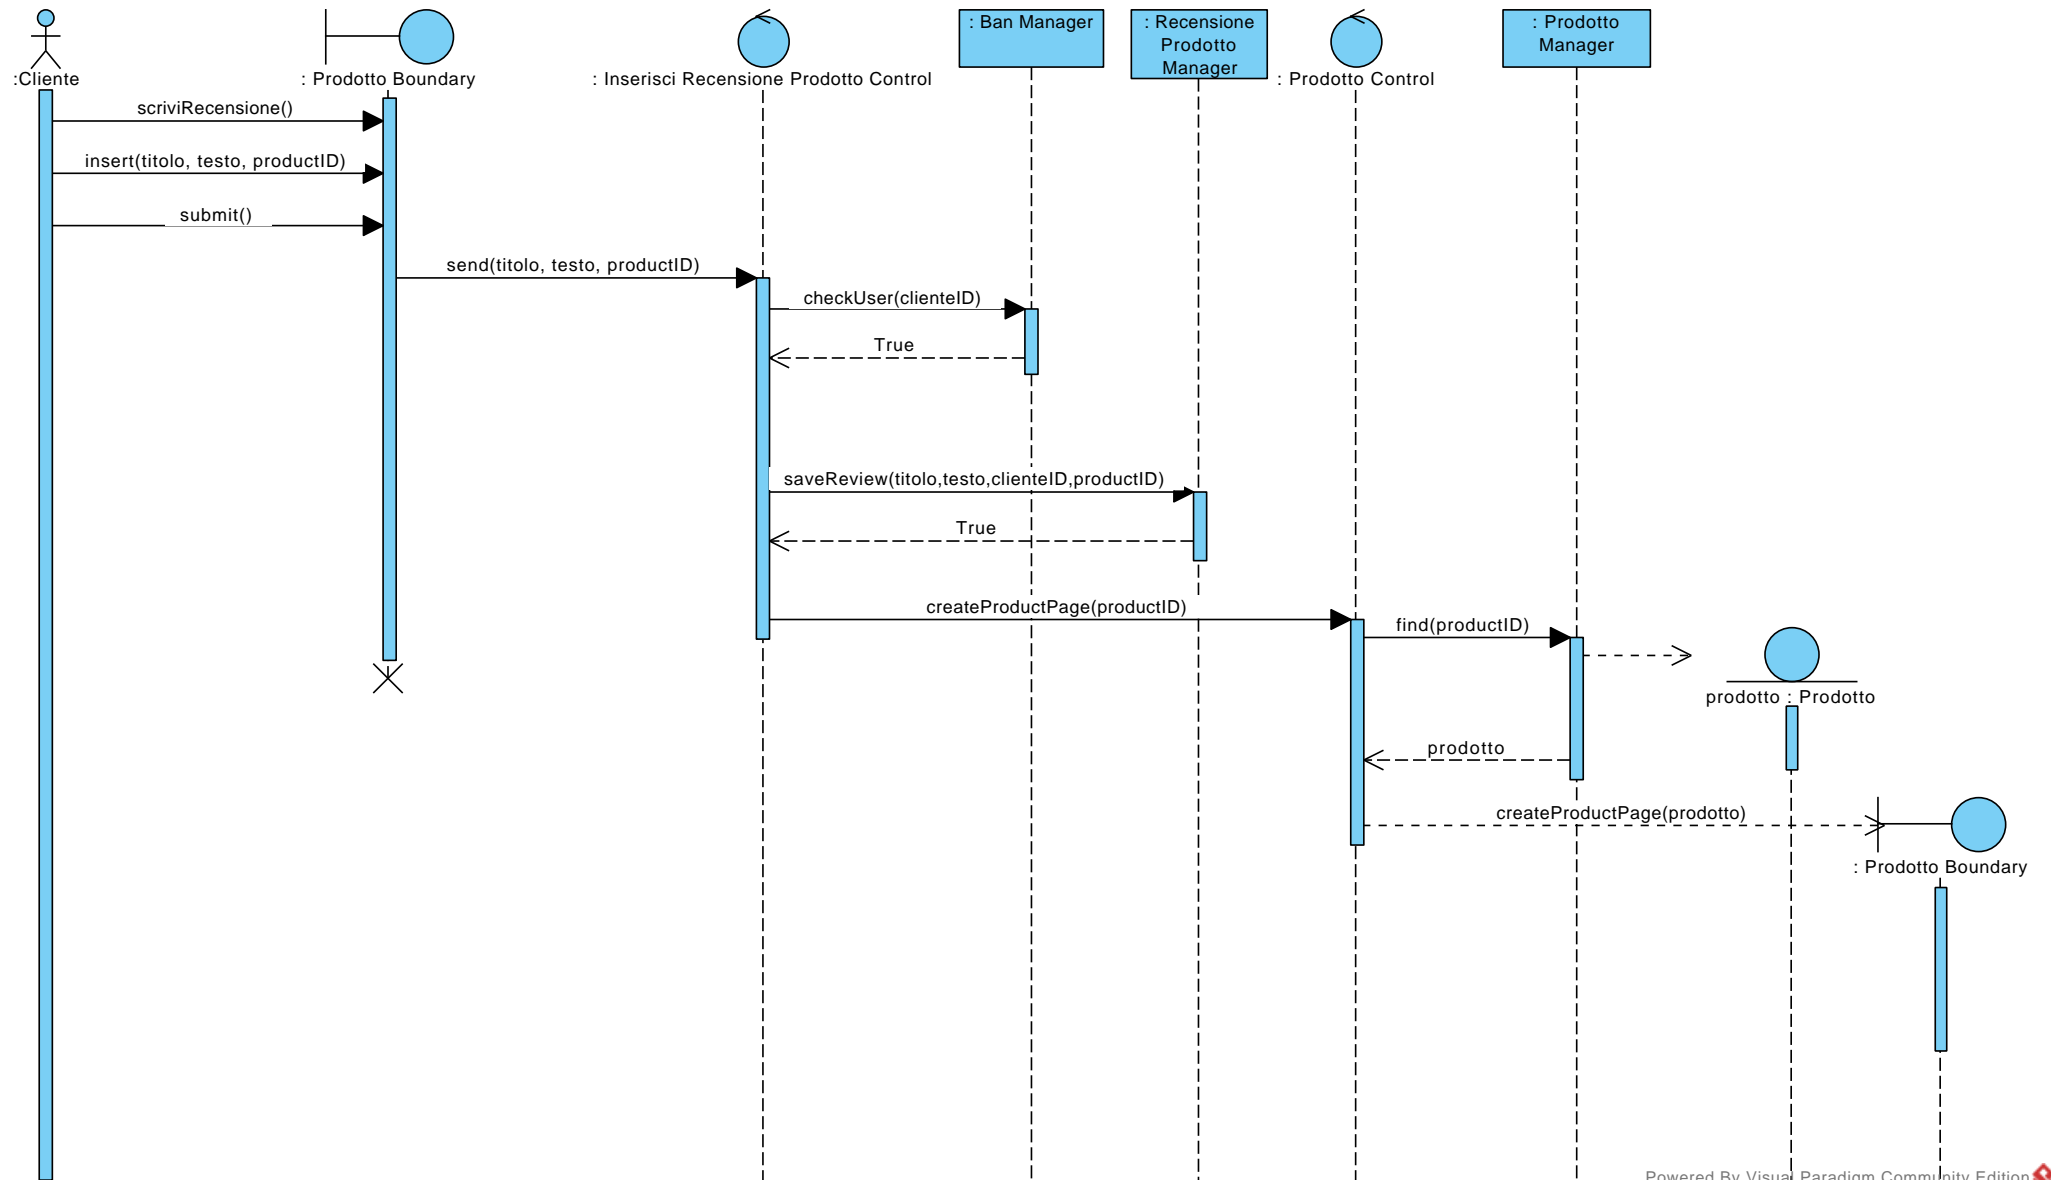 : Ban Manager
: Recensione
Prodotto
Manager
: Prodotto
Manager
:Cliente
: Prodotto Boundary
: Inserisci Recensione Prodotto Control
: Prodotto Control
scriviRecensione()
insert(titolo, testo, productID)
submit()
send(titolo, testo, productID)
checkUser(clienteID)
True
saveReview(titolo,testo,clienteID,productID)
True
createProductPage(productID)
find(productID)
prodotto : Prodotto
prodotto
createProductPage(prodotto)
: Prodotto Boundary
Powered By Visual Paradigm Community Edition